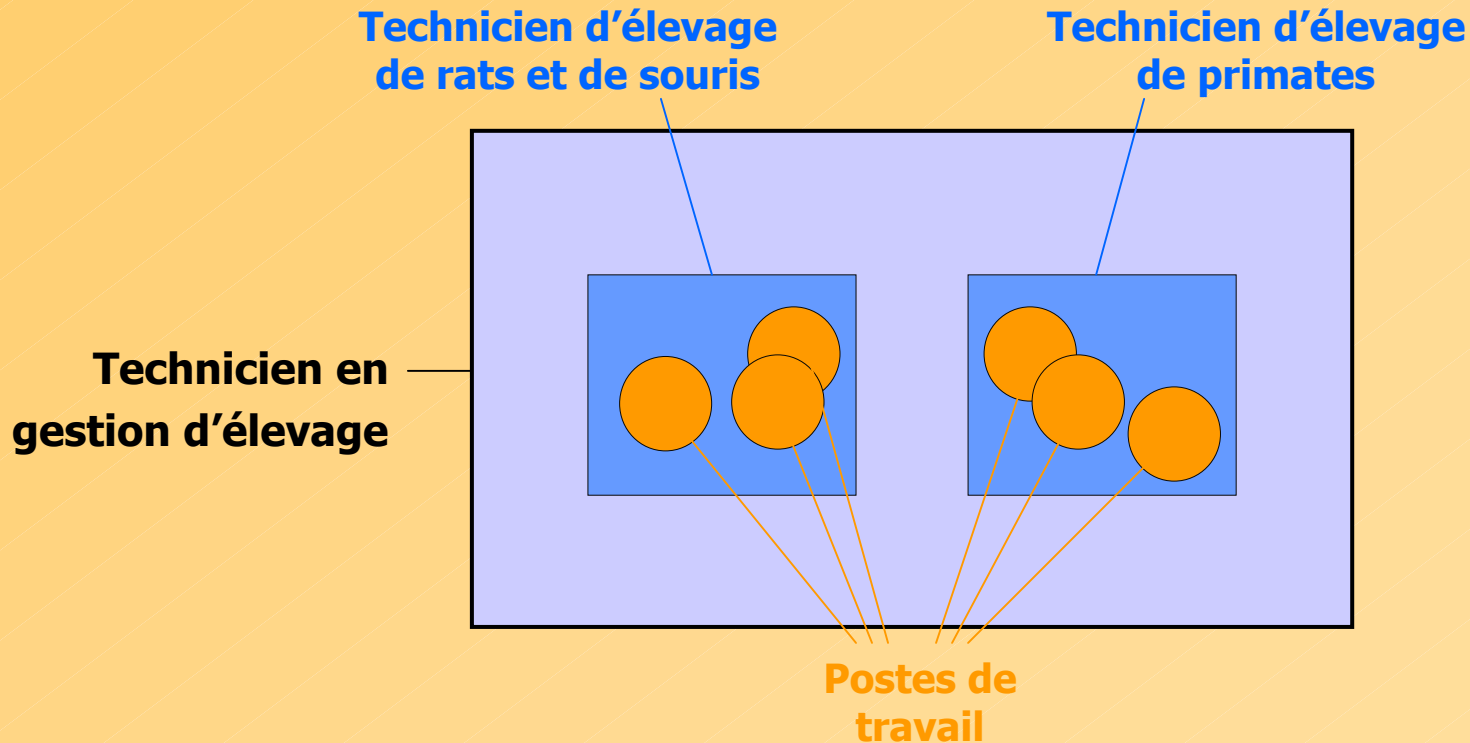 Technicien d’élevage
de rats et de souris
Technicien d’élevage
de primates
Technicien en
gestion d’élevage
Postes de
travail